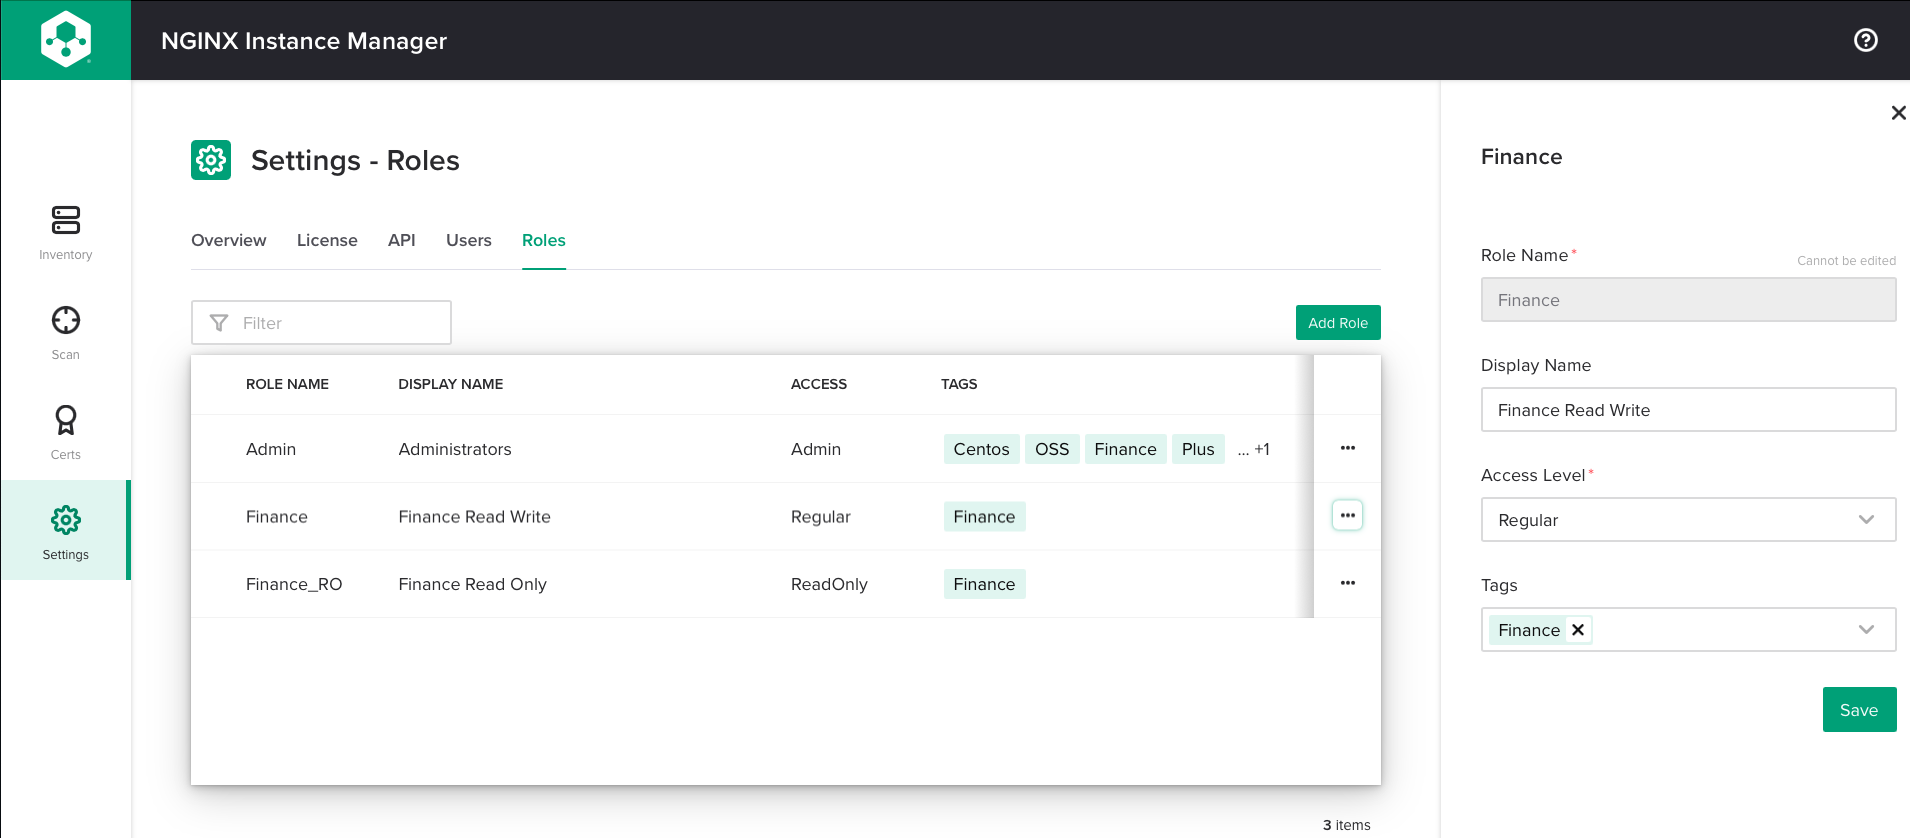 NGINX Instance Manager
Inventory
Scan
Certs
Settings
Settings - Roles
Overview License API Users Roles
Filter
Add Role
ROLE NAME DISPLAY NAME ACCESS TAGS
Admin Administrators Admin Centos OSS Finance Plus ... +1
Finance Finance Read Write Regular Finance
Finance_RO Finance Read Only ReadOnly Finance
3 items
Finance
Role Name* Cannot be edited
Finance
Display Name
Finance Read Write
Access Level*
Regular
Tags
Finance
Save